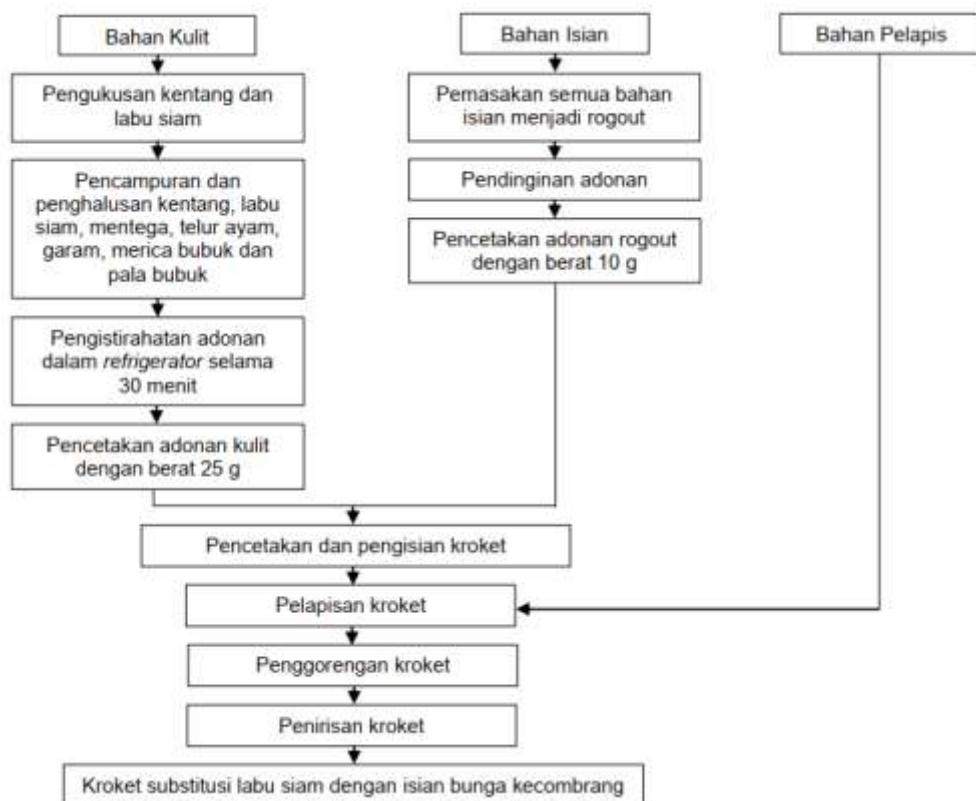 Bahan Kulit
Pengukusan kentang dan
labu siam
Pencampuran dan
penghalusan kentang, labu
siam, mentega, telur ayam,
garam, merica bubuk dan
pala bubuk
Pengistirahatan adonan
dalam refrigerator selama
30 menit
Pencetakan adonan kulit
dengan berat 25 g
Bahan Isian
Pemasakan semua bahan
isian menjadi rogout
Pendinginan adonan
Pencetakan adonan rogout
dengan berat 10 g
Bahan Pelapis
Pencetakan dan pengisian kroket
Pelapisan kroket
Penggorengan kroket
Penirisan kroket
Kroket substitusi labu siam dengan isian bunga kecombrang